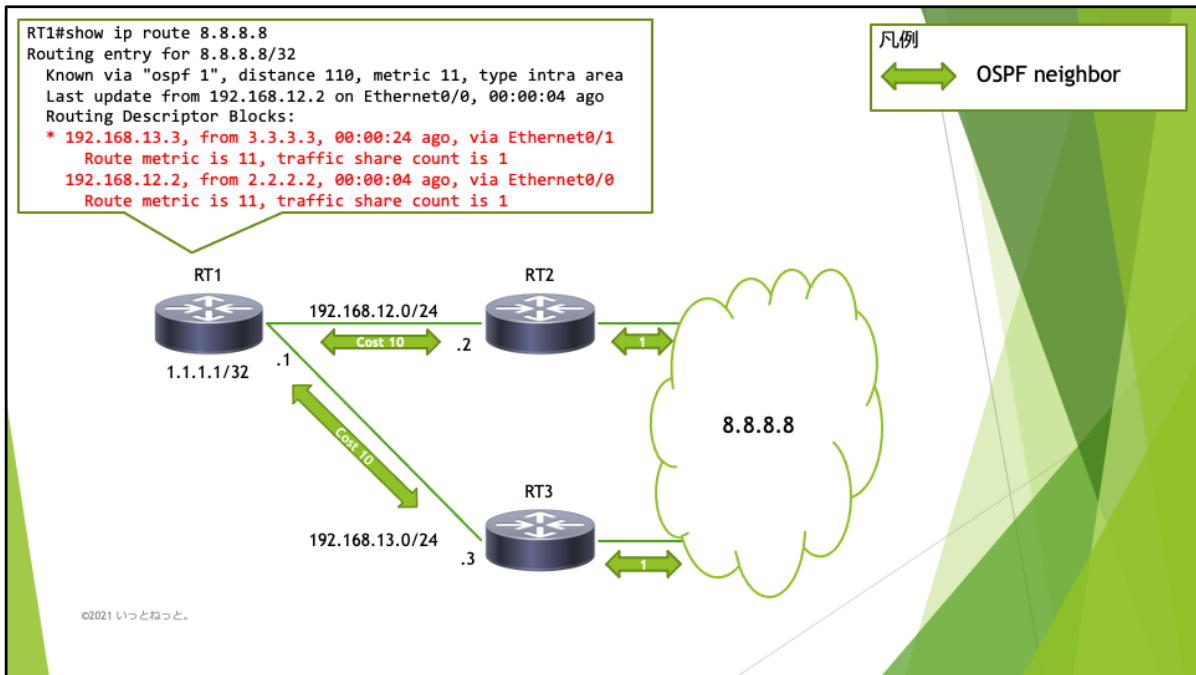 RT1#show ip route 8.8.8.8
Routing entry for 8.8.8.8/32
Known via "ospf 1", distance 110, metric 11, type intra area
Last update from 192.168.12.2 on Ethernet0/0, 00:00:04 ago
Routing Descriptor Blocks:
* 192.168.13.3, from 3.3.3.3, 00:00:24 ago, via Ethernet0/1
Route metric is 11, traffic share count is 1
192.168.12.2, from 2.2.2.2, 00:00:04 ago, via Ethernet0/0
Route metric is 11, traffic share count is 1
凡例
OSPF neighbor
RT1
RT2
192.168.12.0/24
Cost 10
.2
1
.1
1.1.1.1/32
Cost 10
8.8.8.8
RT3
192.168.13.0/24
.3
1
©2021 いっとねっと。